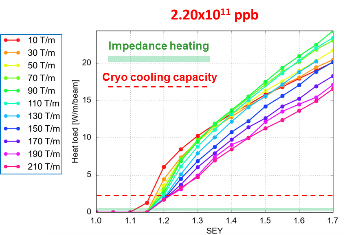 2.20x10¹¹ ppb
10 T/m
30 T/m
50 T/m
70 T/m
90 T/m
110 T/m
130 T/m
150 T/m
170 T/m
190 T/m
210 T/m
Impedance heating
Cryo cooling capacity
Heat load [W/m/beam]
20
15
10
5
0
1.0 1.1 1.2 1.3 1.4 1.5 1.6 1.7
SEY